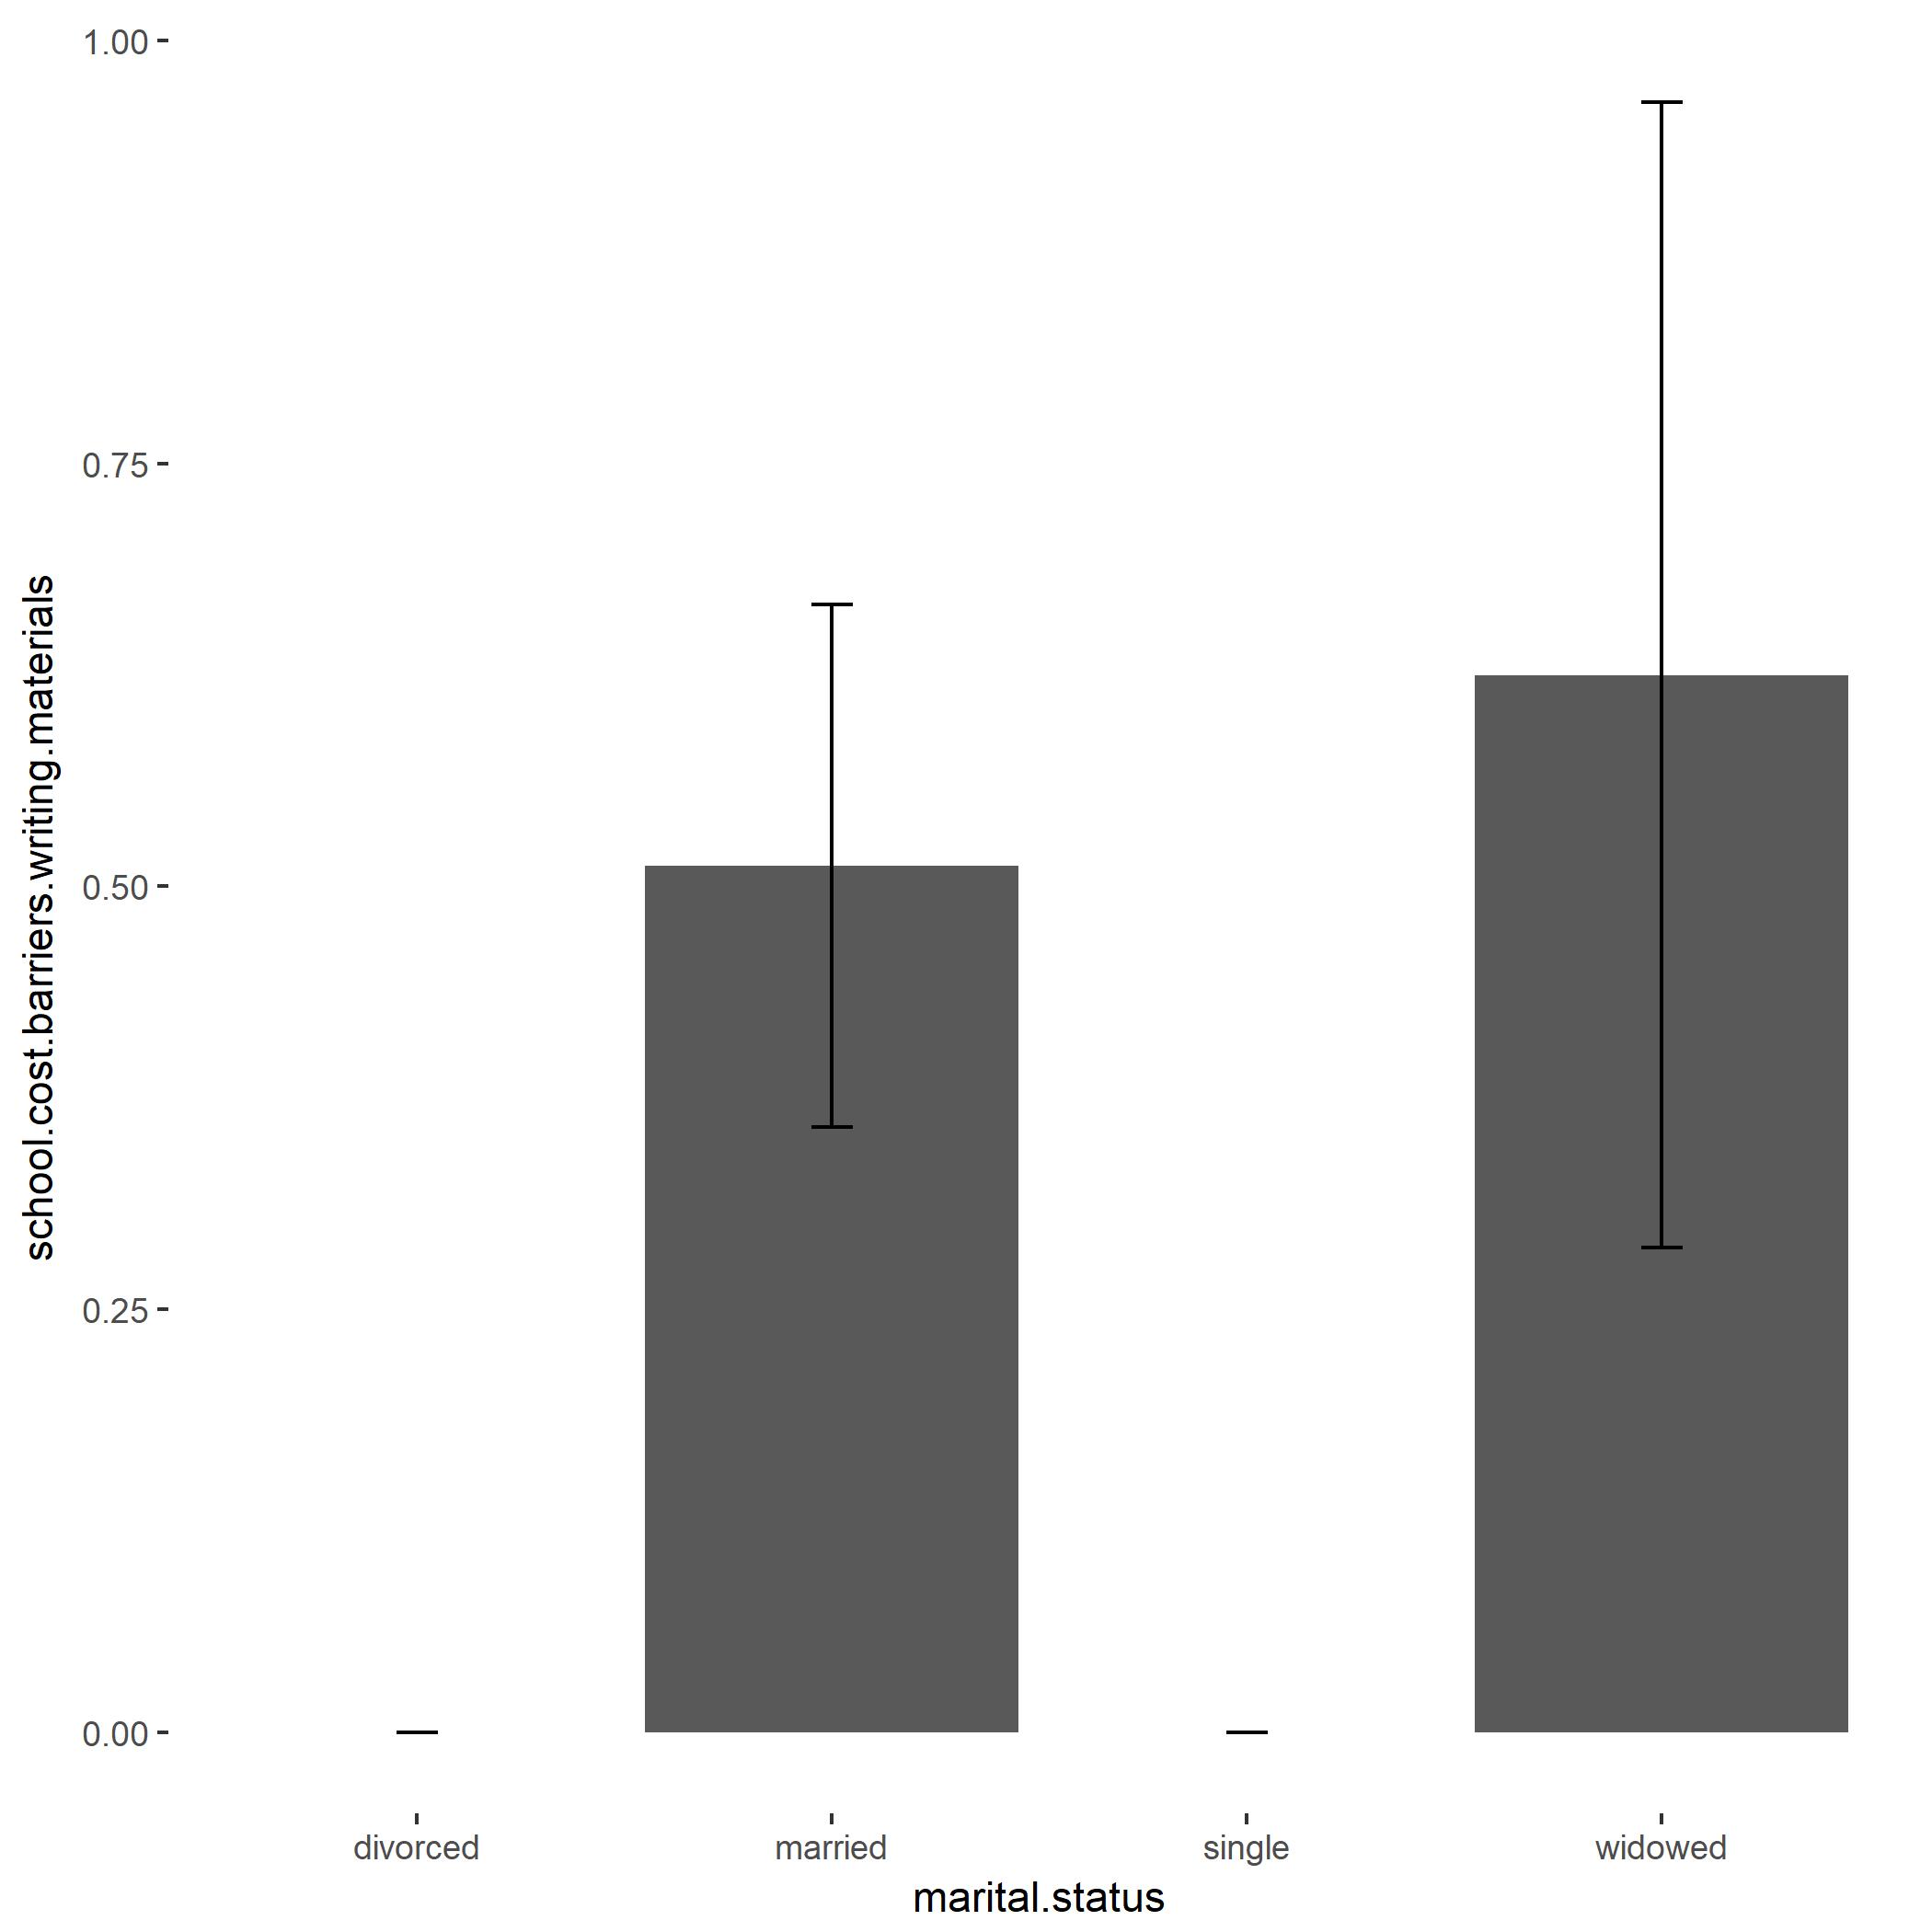 1.00
0.75
0.50
0.25
0.00
school.cost.barriers.writing.materials
divorced
married
single
widowed
marital.status